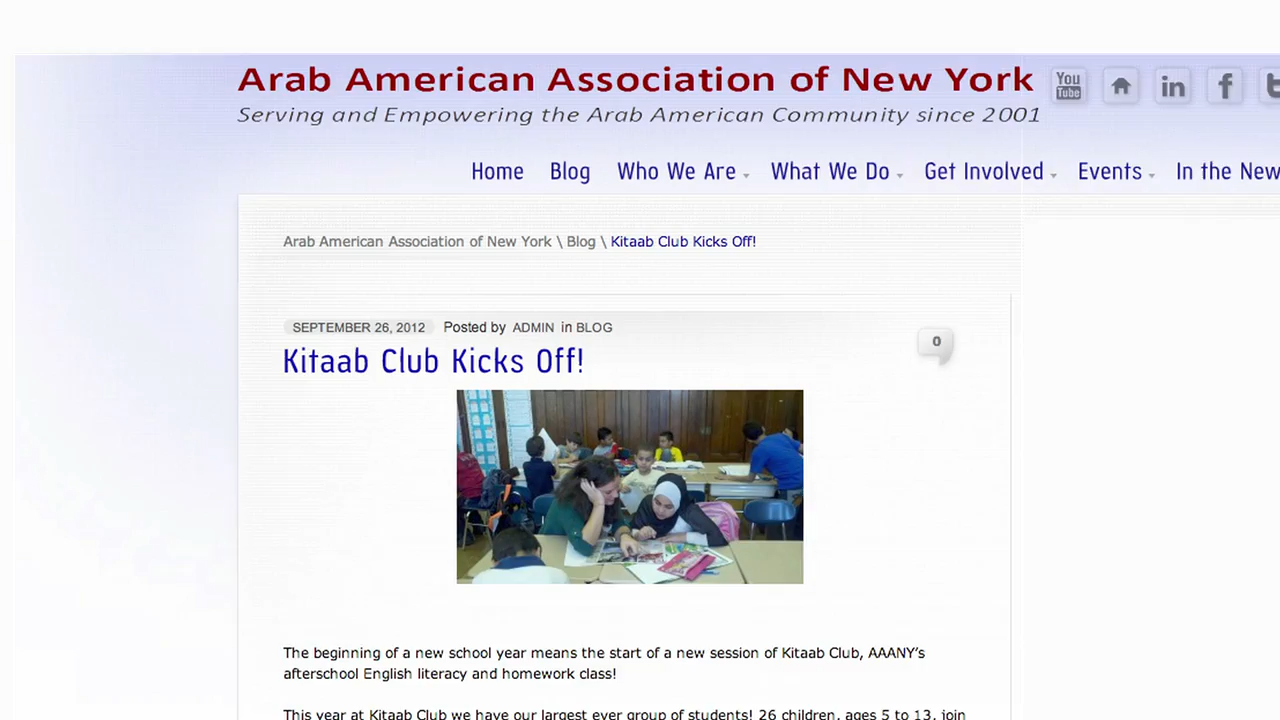 Arab American Association of New York
You Tube
in
f
Serving and Empowering the Arab American Community since 2001
Home Blog Who We Are What We Do Get Involved Events In the New
Arab American Association of New York \ Blog \ Kitaab Club Kicks Off!
SEPTEMBER 26, 2012 Posted by ADMIN in BLOG
0
Kitaab Club Kicks Off!
The beginning of a new school year means the start of a new session of Kitaab Club, AAANY’s
afterschool English literacy and homework class!
This year at Kitaab Club we have our largest ever group of students! 26 children, ages 5 to 13, join